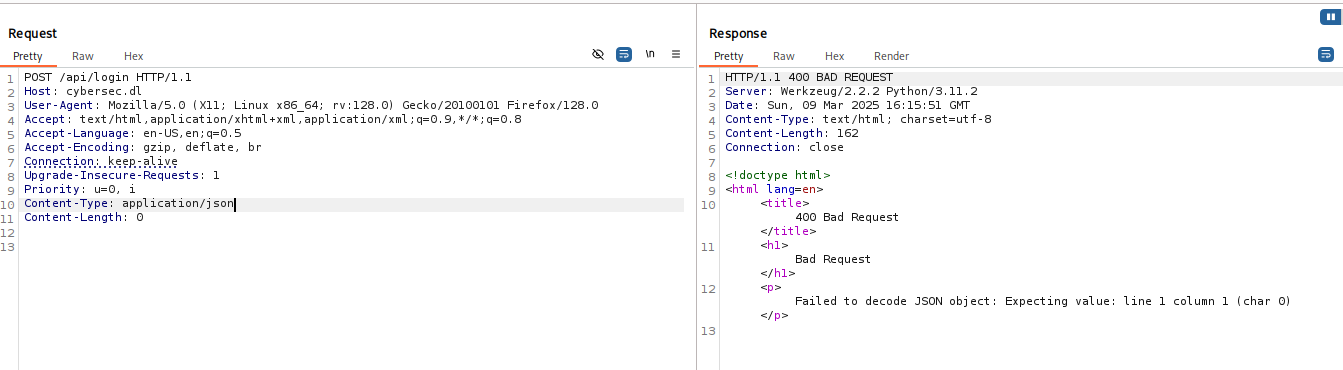 Request
Pretty Raw Hex \n
1 POST /api/login HTTP/1.1
2 Host: cybersec.dl
3 User-Agent: Mozilla/5.0 (X11; Linux x86_64; rv:128.0) Gecko/20100101 Firefox/128.0
4 Accept: text/html,application/xhtml+xml,application/xml;q=0.9,*/*;q=0.8
5 Accept-Language: en-US,en;q=0.5
6 Accept-Encoding: gzip, deflate, br
7 Connection: keep-alive
8 Upgrade-Insecure-Requests: 1
9 Priority: u=0, i
10 Content-Type: application/json
11 Content-Length: 0
12
13
Response
Pretty Raw Hex Render
1 HTTP/1.1 400 BAD REQUEST
2 Server: Werkzeug/2.2.2 Python/3.11.2
3 Date: Sun, 09 Mar 2025 16:15:51 GMT
4 Content-Type: text/html; charset=utf-8
5 Content-Length: 162
6 Connection: close
7
8 <!doctype html>
9 <html lang=en>
10 <title>
400 Bad Request
</title>
11 <h1>
Bad Request
</h1>
12 <p>
Failed to decode JSON object: Expecting value: line 1 column 1 (char 0)
</p>
13